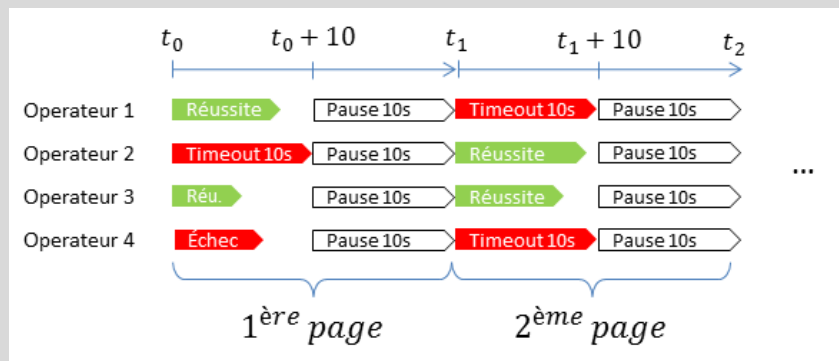 t₀ t₀ + 10 t₁ t₁ + 10 t₂
Operateur 1 Réussite Pause 10s Timeout 10s Pause 10s
Operateur 2 Timeout 10s Pause 10s Réussite Pause 10s
...
Operateur 3 Réu. Pause 10s Réussite Pause 10s
Operateur 4 Échec Pause 10s Timeout 10s Pause 10s
1ère page 2ème page